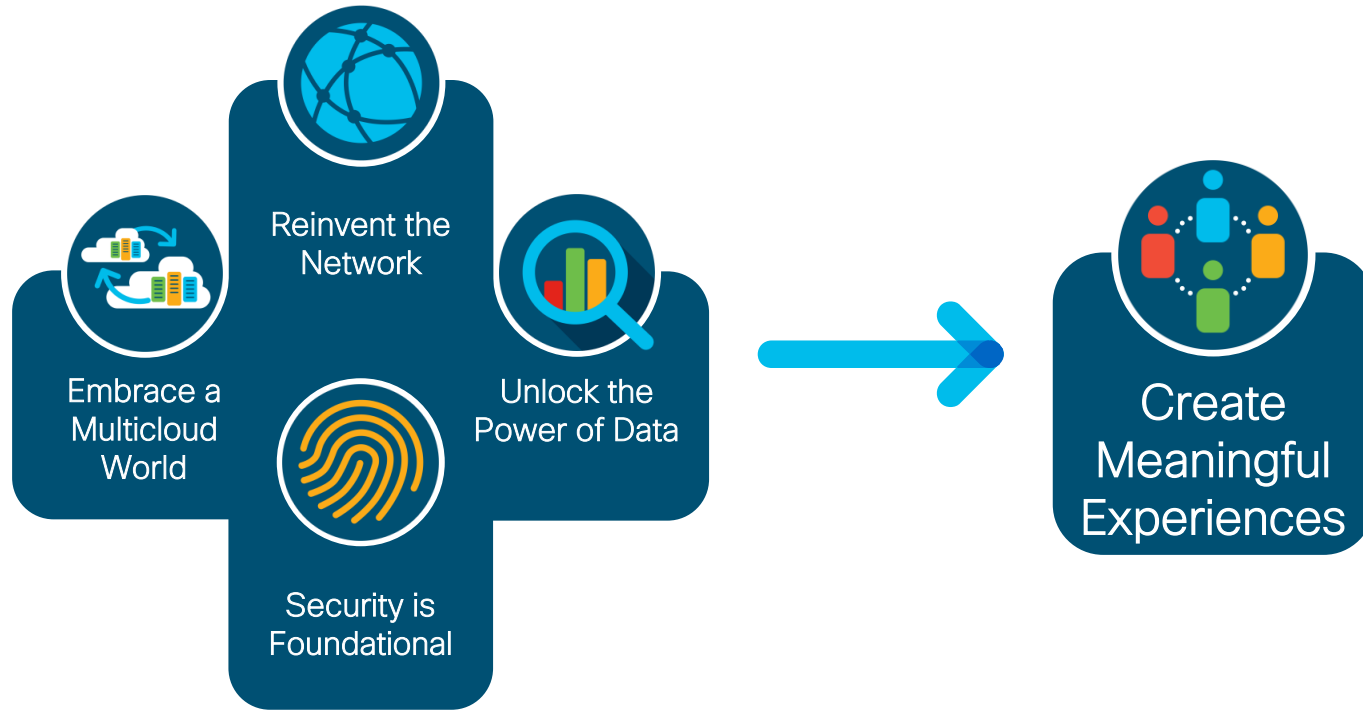 Reinvent the
Network
Embrace a
Multicloud
World
Unlock the
Power of Data
Security is
Foundational
Create
Meaningful
Experiences